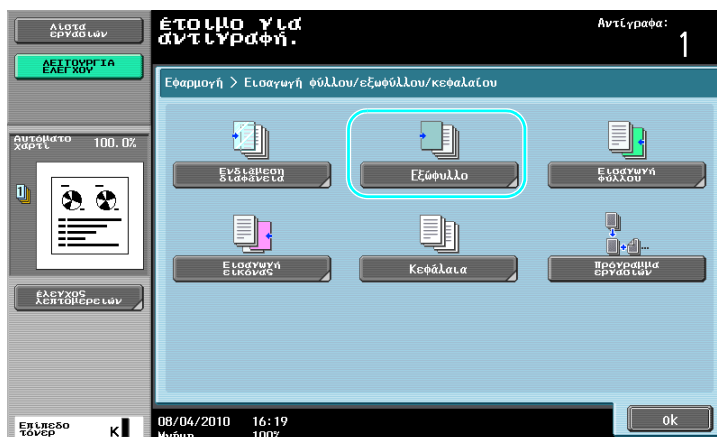 Λίστα
εργασιών
έτοιμο για
αντιγραφή.
Αντίγραφα:
1
ΛΕΙΤΟΥΡΓΙΑ
ΕΛΕΓΧΟΥ
Εφαρμογή > Εισαγωγή φύλλου/εξωφύλλου/κεφαλαίου
Αυτόματο
χαρτί
100.0%
1
Ενδιάμεση
διαφάνεια
Εξώφυλλο
Εισαγωγή
φύλλου
Εισαγωγή
εικόνας
Κεφάλαια
Πρόγραμμα
εργασιών
έλεγχος
λεπτομερειών
Επίπεδο
τόνερ
K
08/04/2010 16:19
Μνήμη 100%
ok